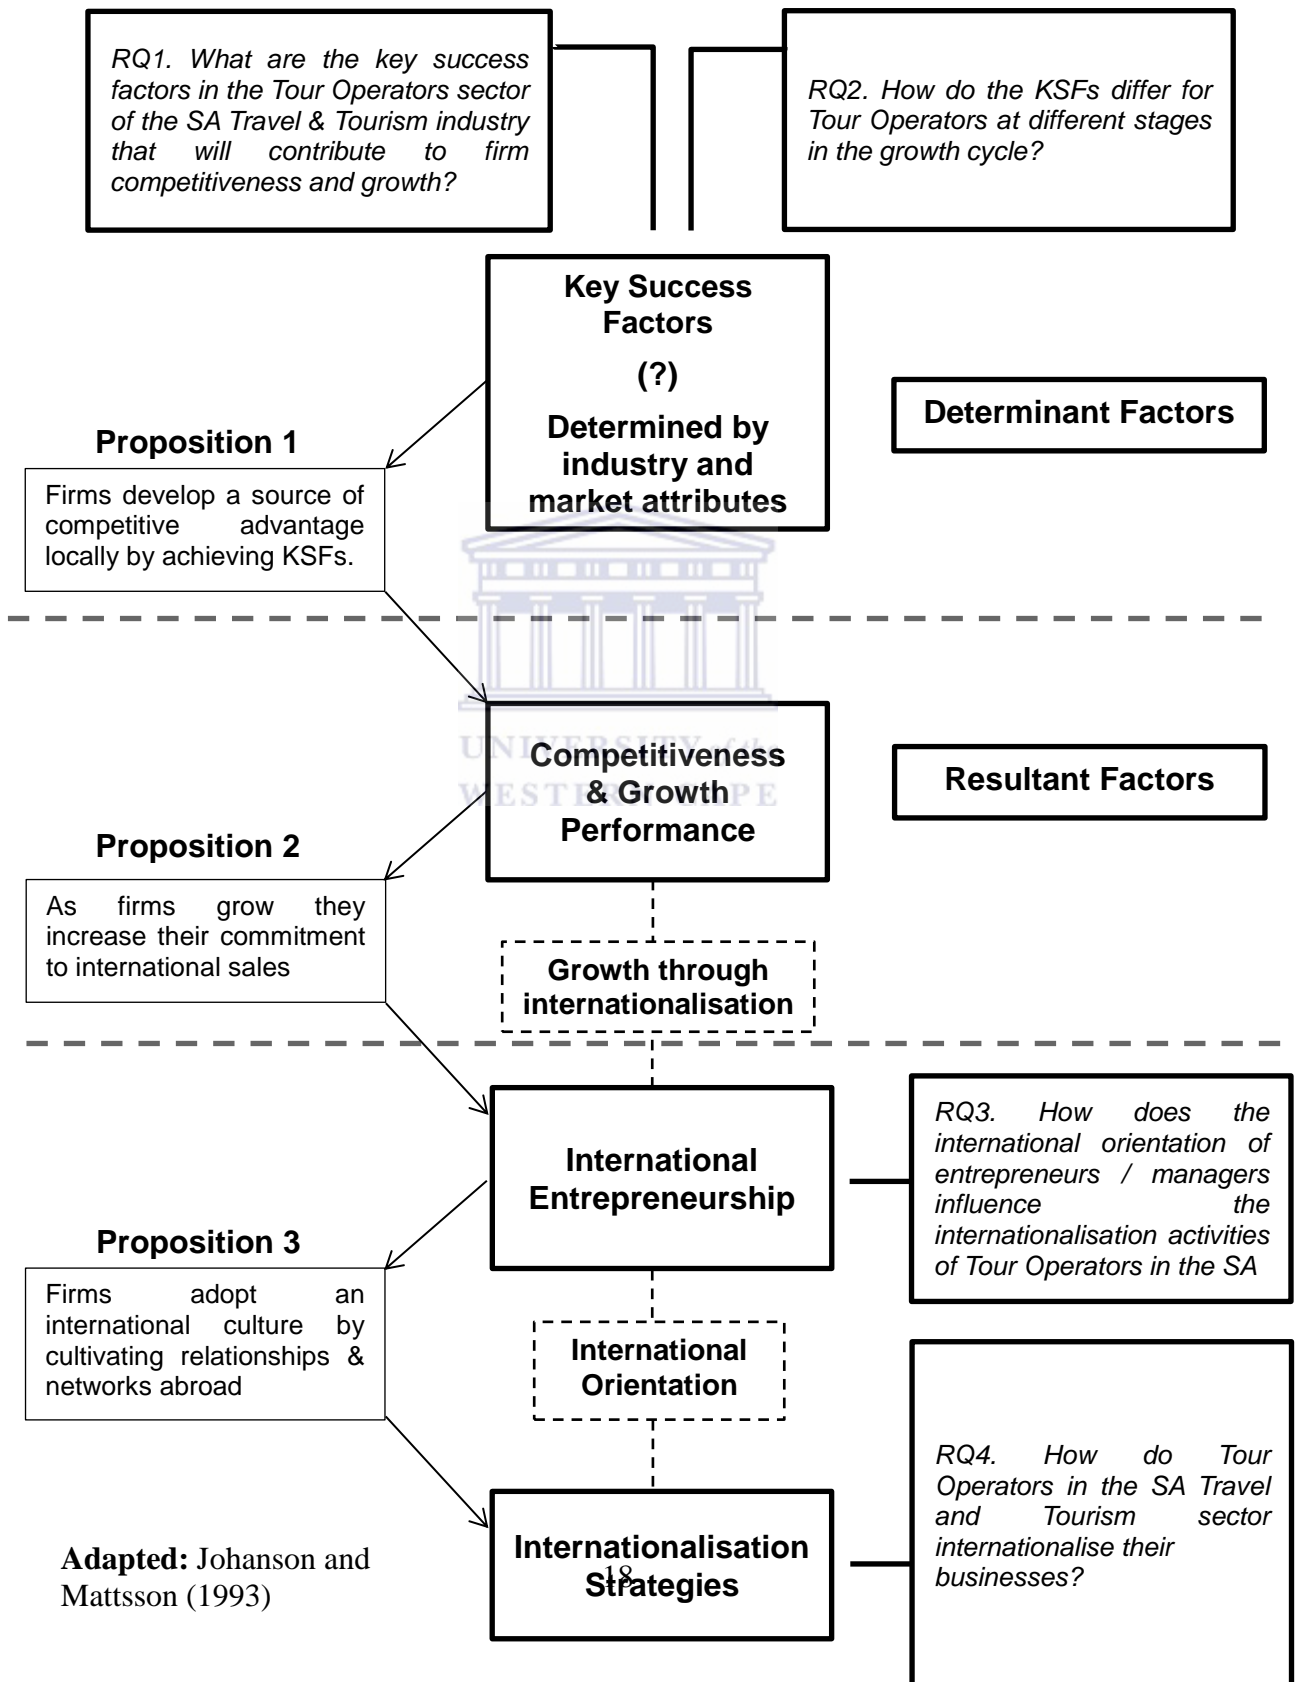 RQ1. What are the key success
factors in the Tour Operators sector
of the SA Travel & Tourism industry
that will contribute to firm
competitiveness and growth?
RQ2. How do the KSFs differ for
Tour Operators at different stages
in the growth cycle?
Key Success
Factors
(?)
Determined by
industry and
market attributes
Determinant Factors
Proposition 1
Firms develop a source of
competitive advantage
locally by achieving KSFs.
UNIVERSITY of the
WESTERN CAPE
Competitiveness
& Growth
Performance
Resultant Factors
Proposition 2
As firms grow they
increase their commitment
to international sales
Growth through
internationalisation
International
Entrepreneurship
RQ3. How does the
international orientation of
entrepreneurs / managers
influence the
internationalisation activities
of Tour Operators in the SA
Proposition 3
Firms adopt an
international culture by
cultivating relationships &
networks abroad
International
Orientation
RQ4. How do Tour
Operators in the SA Travel
and Tourism sector
internationalise their
businesses?
Internationalisation
Strategies
Adapted: Johanson and
Mattsson (1993)
18